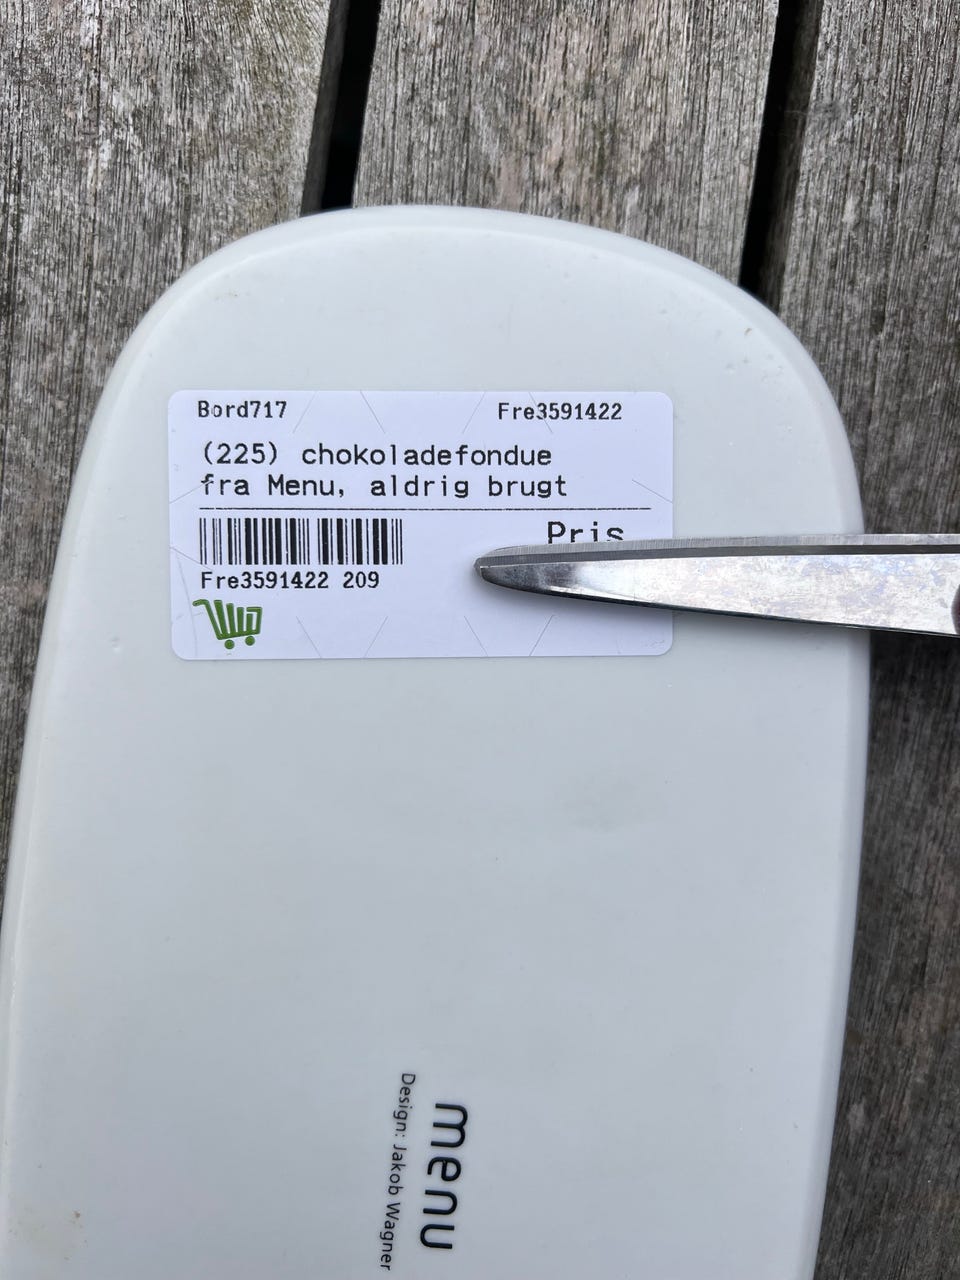 Bord717 Fre3591422
(225) chokoladefondue
fra Menu, aldrig brugt
Pris
Fre3591422 209
menu
Design: Jakob Wagner